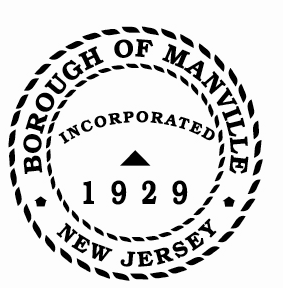 BOROUGH OF MANVILLE
INCORPORATED
1929
NEW JERSEY